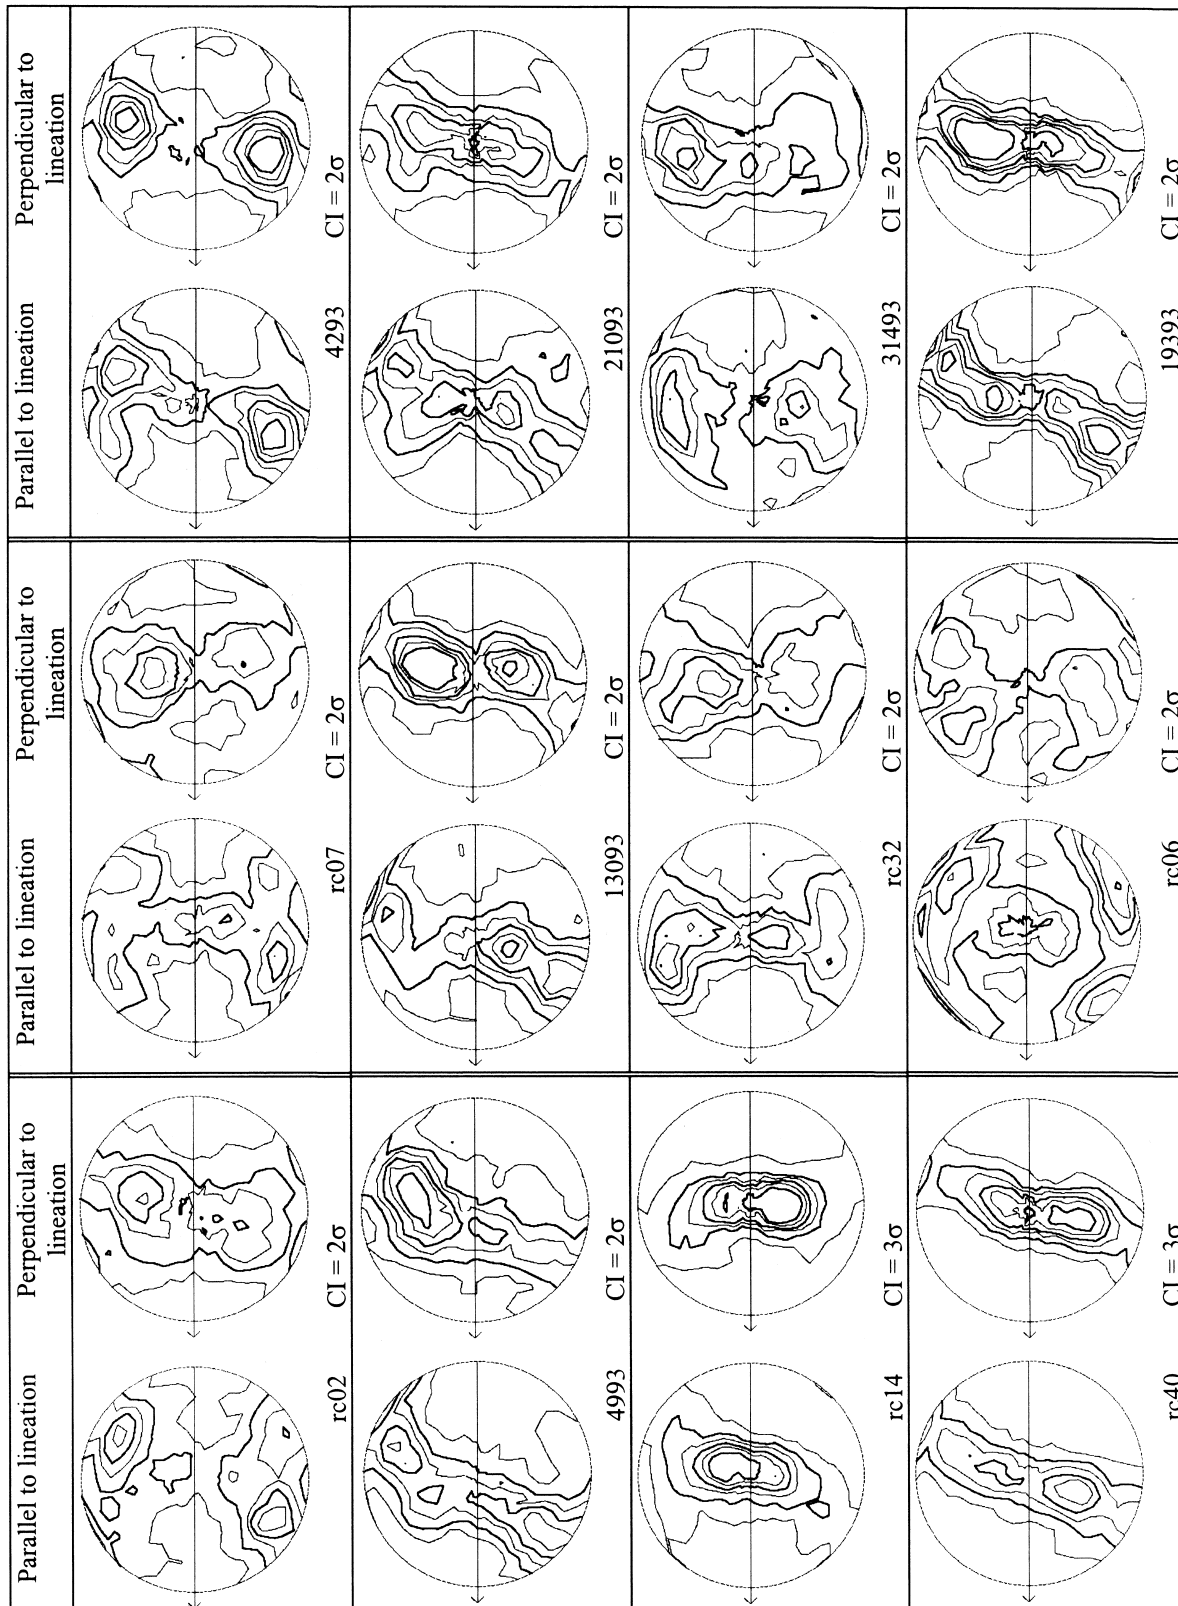 Parallel to lineation
Perpendicular to
lineation
Parallel to lineation
Perpendicular to
lineation
Parallel to lineation
Perpendicular to
lineation
rc02
CI = 2σ
rc07
CI = 2σ
4293
CI = 2σ
4993
CI = 2σ
13093
CI = 2σ
21093
CI = 2σ
rc14
CI = 3σ
rc32
CI = 2σ
31493
CI = 2σ
rc40
CI = 3σ
rc06
CI = 2σ
19393
CI = 2σ